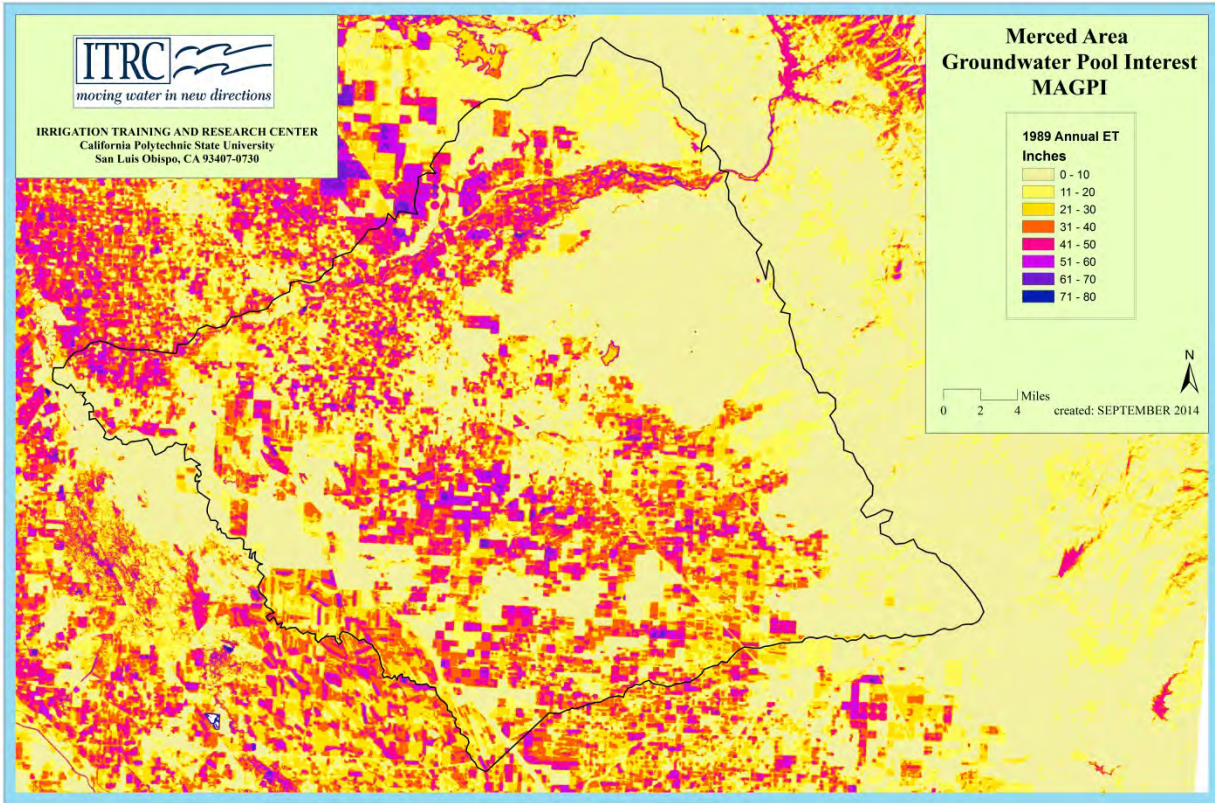 ITRC
moving water in new directions
IRRIGATION TRAINING AND RESEARCH CENTER
California Polytechnic State University
San Luis Obispo, CA 93407-0730
Merced Area
Groundwater Pool Interest
MAGPI
1989 Annual ET
Inches
0 - 10
11 - 20
21 - 30
31 - 40
41 - 50
51 - 60
61 - 70
71 - 80
N
Miles
0 2 4
created: SEPTEMBER 2014